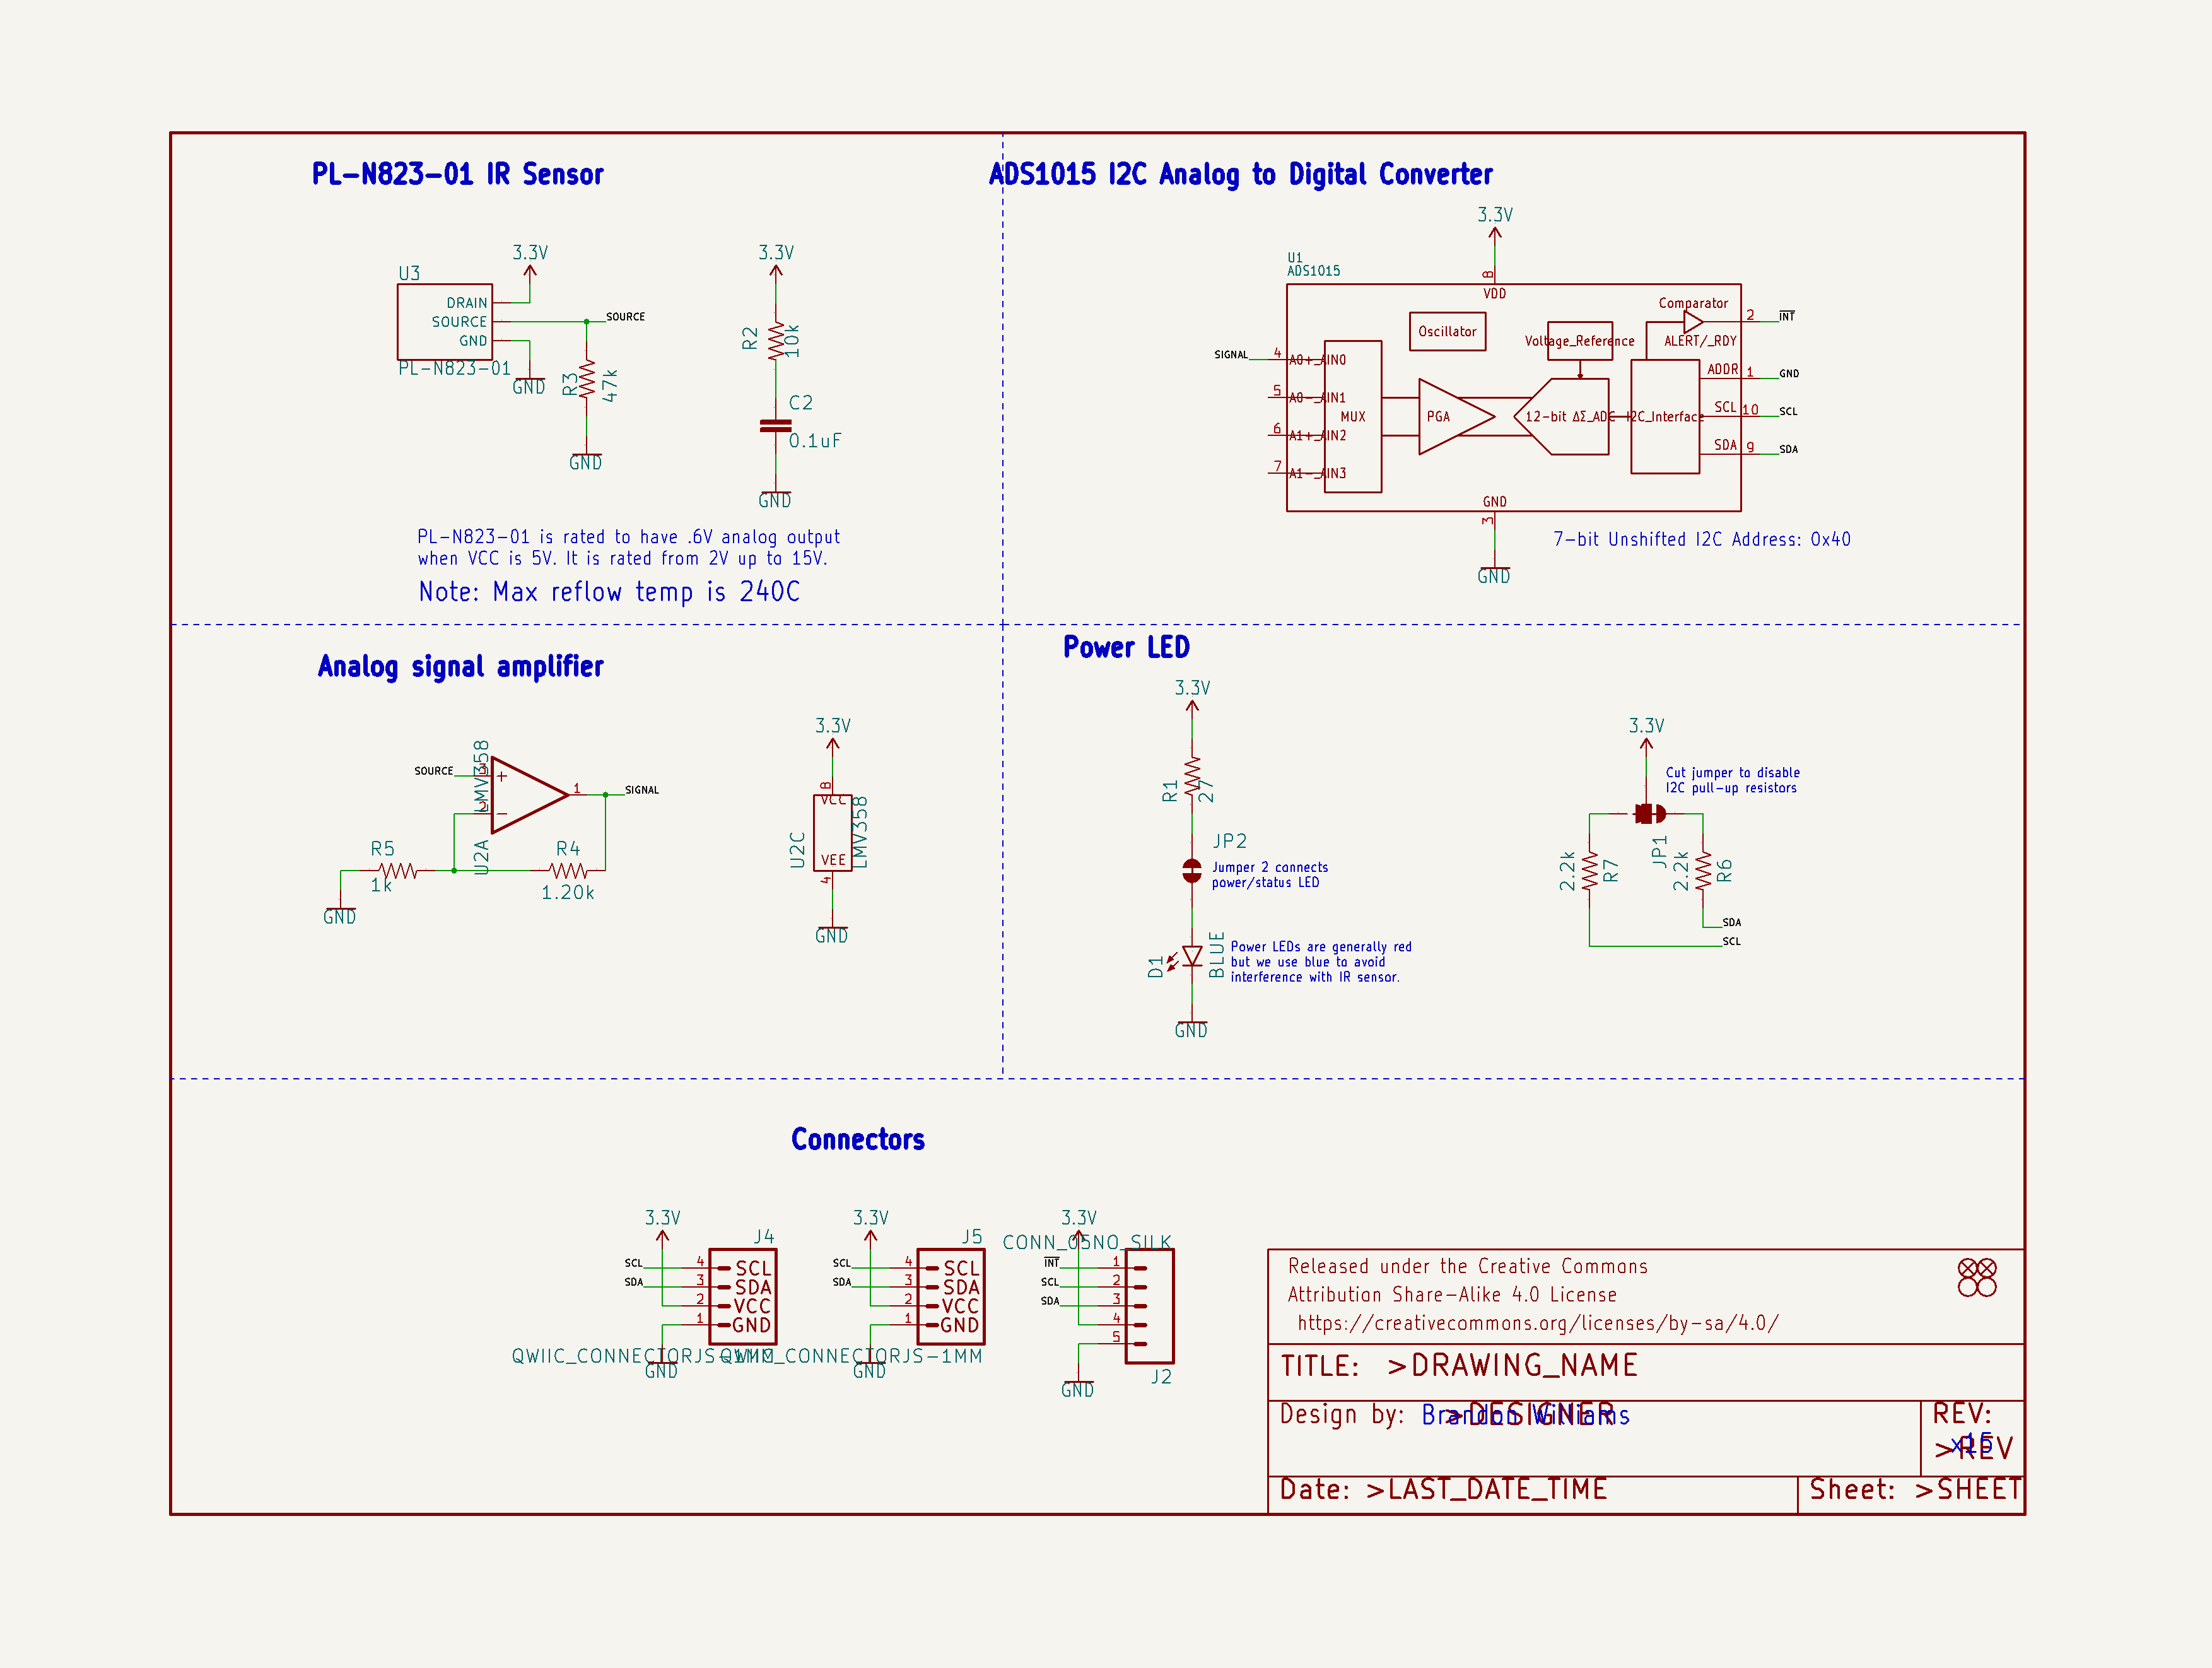 PL-N823-01 IR Sensor
3.3V
U3
DRAIN
SOURCE
GND
PL-N823-01
SOURCE
GND
R3
47k
GND
3.3V
R2
10k
C2
0.1uF
GND
PL-N823-01 is rated to have .6V analog output
when VCC is 5V. It is rated from 2V up to 15V.
Note: Max reflow temp is 240C
ADS1015 I2C Analog to Digital Converter
3.3V
U1
ADS1015
8
VDD
Oscillator
Voltage_Reference
Comparator
ALERT/_RDY
2
INT
SIGNAL
4
A0+_AIN0
5
A0-_AIN1
6
A1+_AIN2
7
A1-_AIN3
MUX
PGA
12-bit ΔΣ_ADC
I2C_Interface
ADDR
1
GND
SCL
10
SCL
SDA
9
SDA
GND
3
GND
7-bit Unshifted I2C Address: 0x40
Analog signal amplifier
SOURCE
3
+
2
-
LMV358
U2A
1
SIGNAL
R5
1k
R4
1.20k
GND
3.3V
8
VCC
VEE
4
U2C
LMV358
GND
Power LED
3.3V
R1
27
JP2
Jumper 2 connects
power/status LED
D1
BLUE
Power LEDs are generally red
but we use blue to avoid
interference with IR sensor.
GND
3.3V
Cut jumper to disable
I2C pull-up resistors
JP1
2.2k
R7
2.2k
R6
SDA
SCL
Connectors
3.3V
J4
SCL
4
SCL
SDA
3
SDA
2
VCC
1
GND
QWIIC_CONNECTORJS-1MM
GND
3.3V
J5
SCL
4
SCL
SDA
3
SDA
2
VCC
1
GND
QWIIC_CONNECTORJS-1MM
GND
3.3V
CONN_05NO_SILK
INT
1
SCL
2
SDA
3
4
5
J2
GND
Released under the Creative Commons
Attribution Share-Alike 4.0 License
https://creativecommons.org/licenses/by-sa/4.0/
TITLE: >DRAWING_NAME
Design by: >DESIGNER
Brandon Williams
REV:
>REV
x15
Date: >LAST_DATE_TIME
Sheet: >SHEET